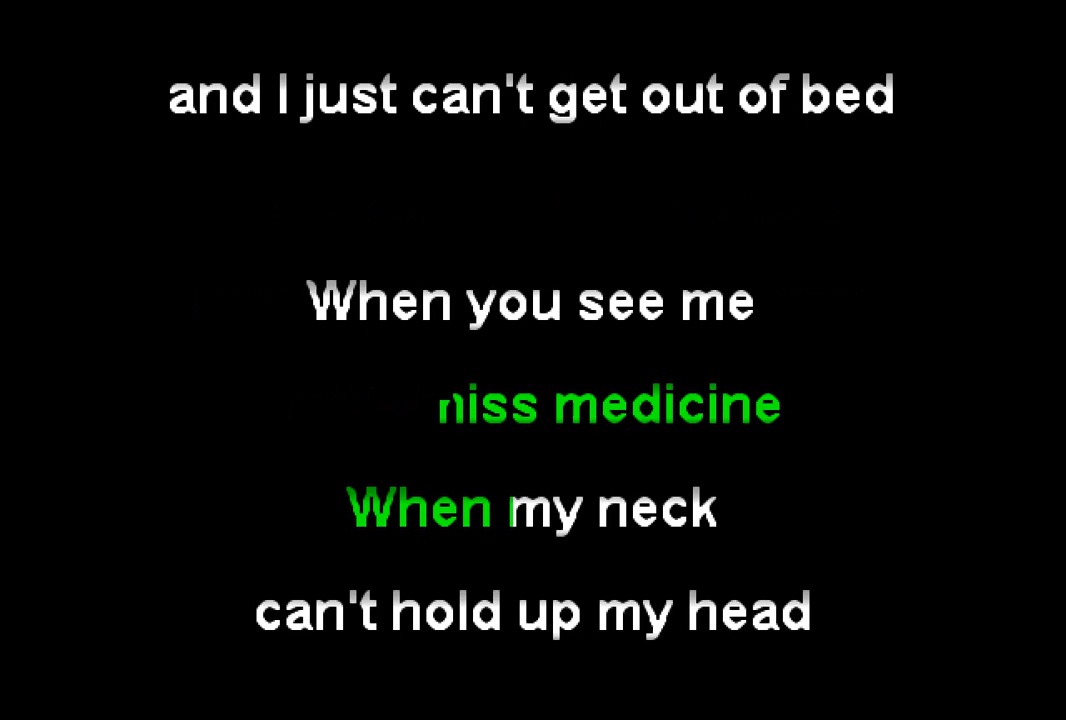 and I just can't get out of bed
When you see me
miss medicine
When my neck
can't hold up my head